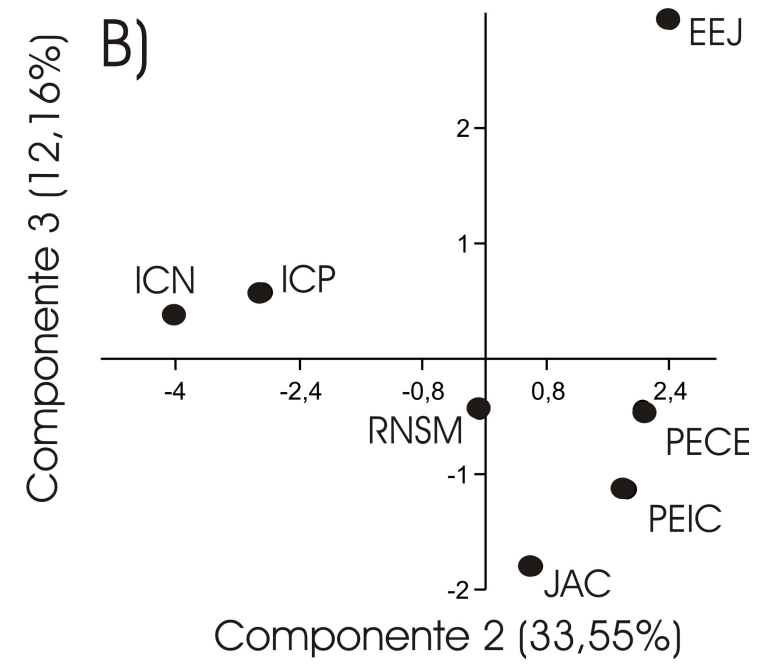 B)
EEJ
Componente 3 (12,16%)
2
1
ICN
ICP
-4
-2,4
-0,8
0,8
2,4
RNSM
PECE
-1
PEIC
JAC
-2
Componente 2 (33,55%)